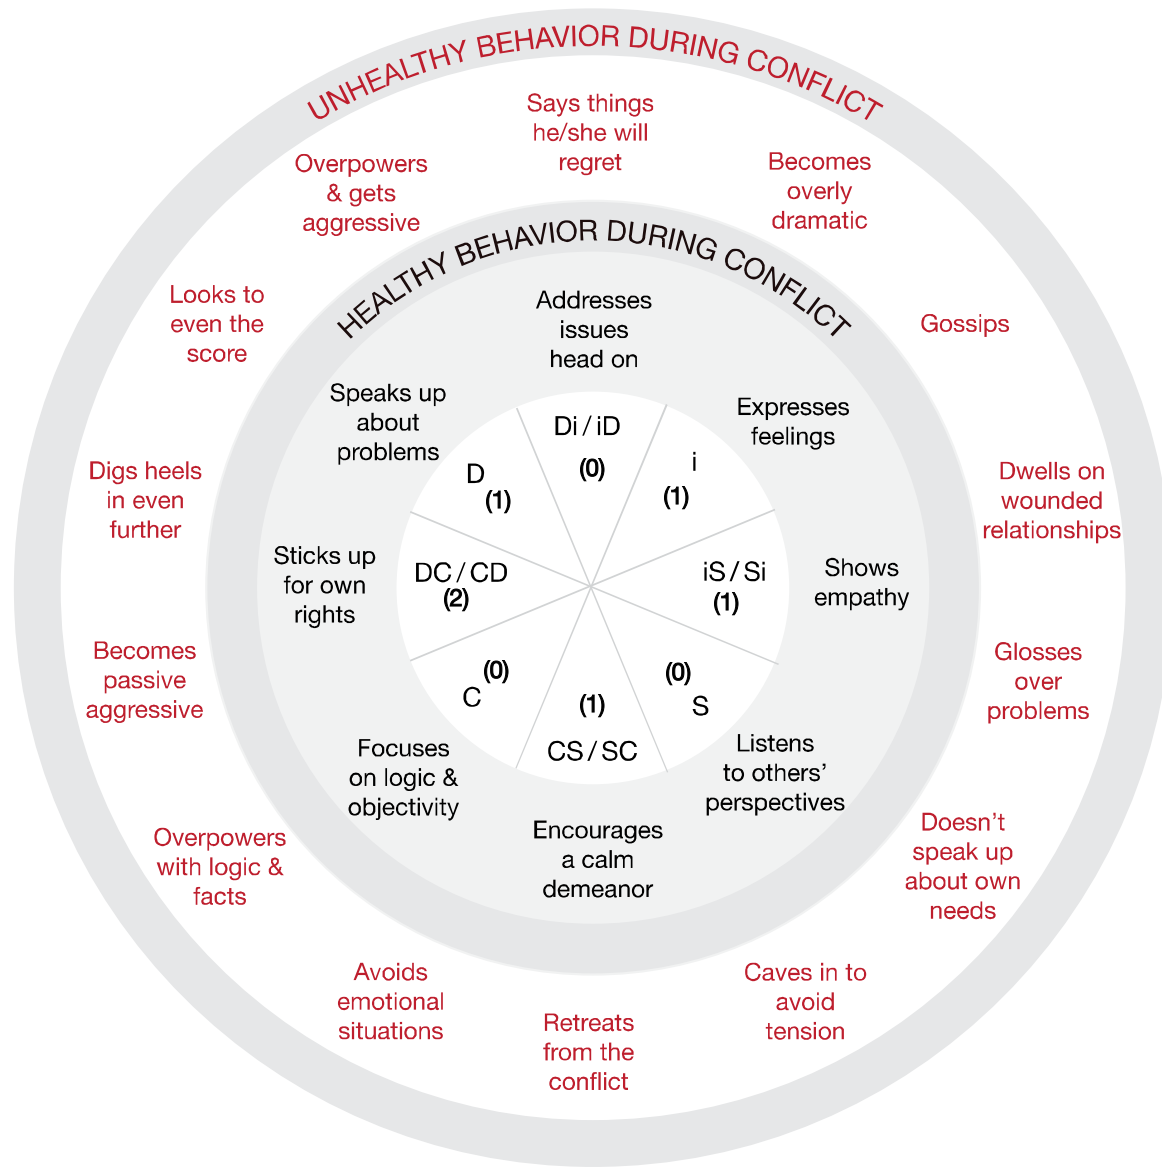 UNHEALTHY BEHAVIOR DURING CONFLICT
Says things
he/she will
regret
Becomes
overly
dramatic
Gossips
Dwells on
wounded
relationships
Glosses
over
problems
Doesn’t
speak up
about own
needs
Caves in to
avoid
tension
Retreats
from the
conflict
Avoids
emotional
situations
Overpowers
with logic &
facts
Becomes
passive
aggressive
Digs heels
in even
further
Looks to
even the
score
Overpowers
& gets
aggressive
HEALTHY BEHAVIOR DURING CONFLICT
Addresses
issues
head on
Expresses
feelings
Shows
empathy
Listens
to others’
perspectives
Encourages
a calm
demeanor
Focuses
on logic &
objectivity
Sticks up
for own
rights
Speaks up
about
problems
Di / iD
(0)
i
(1)
iS / Si
(1)
(0)
S
(1)
CS / SC
(0)
C
DC / CD
(2)
D
(1)